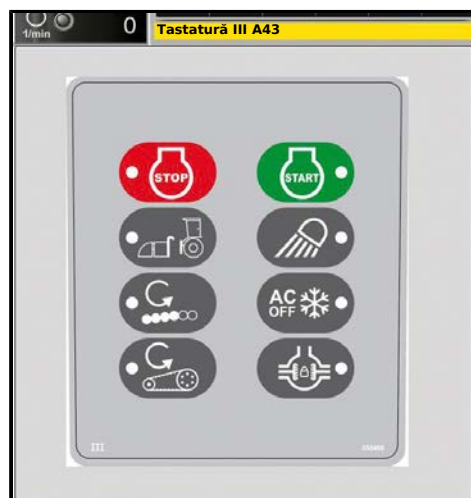 1/min
0
Tastatură III A43
STOP
START
AC
OFF
III